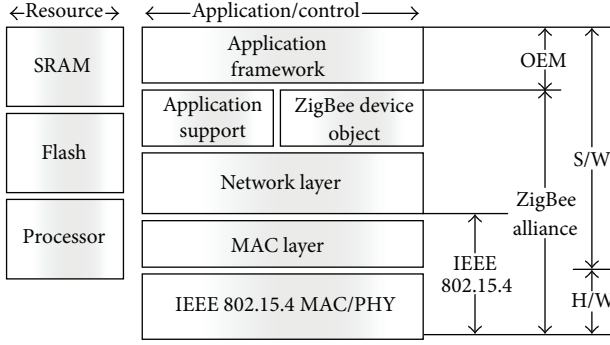 Resource
Application/control
SRAM
Flash
Processor
Application
framework
Application
support
ZigBee device
object
Network layer
MAC layer
IEEE 802.15.4 MAC/PHY
IEEE
802.15.4
OEM
ZigBee
alliance
S/W
H/W